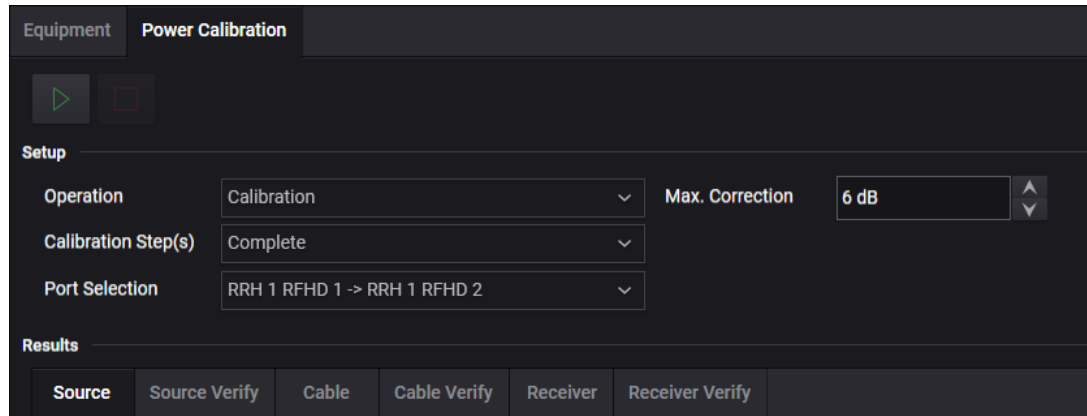 Equipment Power Calibration
Setup
Operation Calibration Max. Correction 6 dB
Calibration Step(s) Complete
Port Selection RRH 1 RFHD 1 -> RRH 1 RFHD 2
Results
Source Source Verify Cable Cable Verify Receiver Receiver Verify